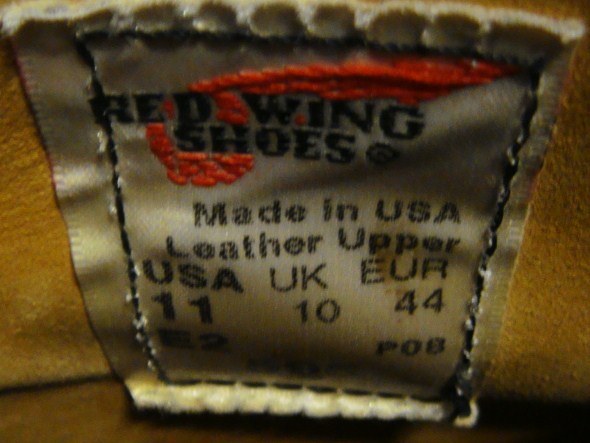 RED WING
SHOES ®
Made in USA
Leather Upper
USA UK EUR
11 10 44
E2 P08